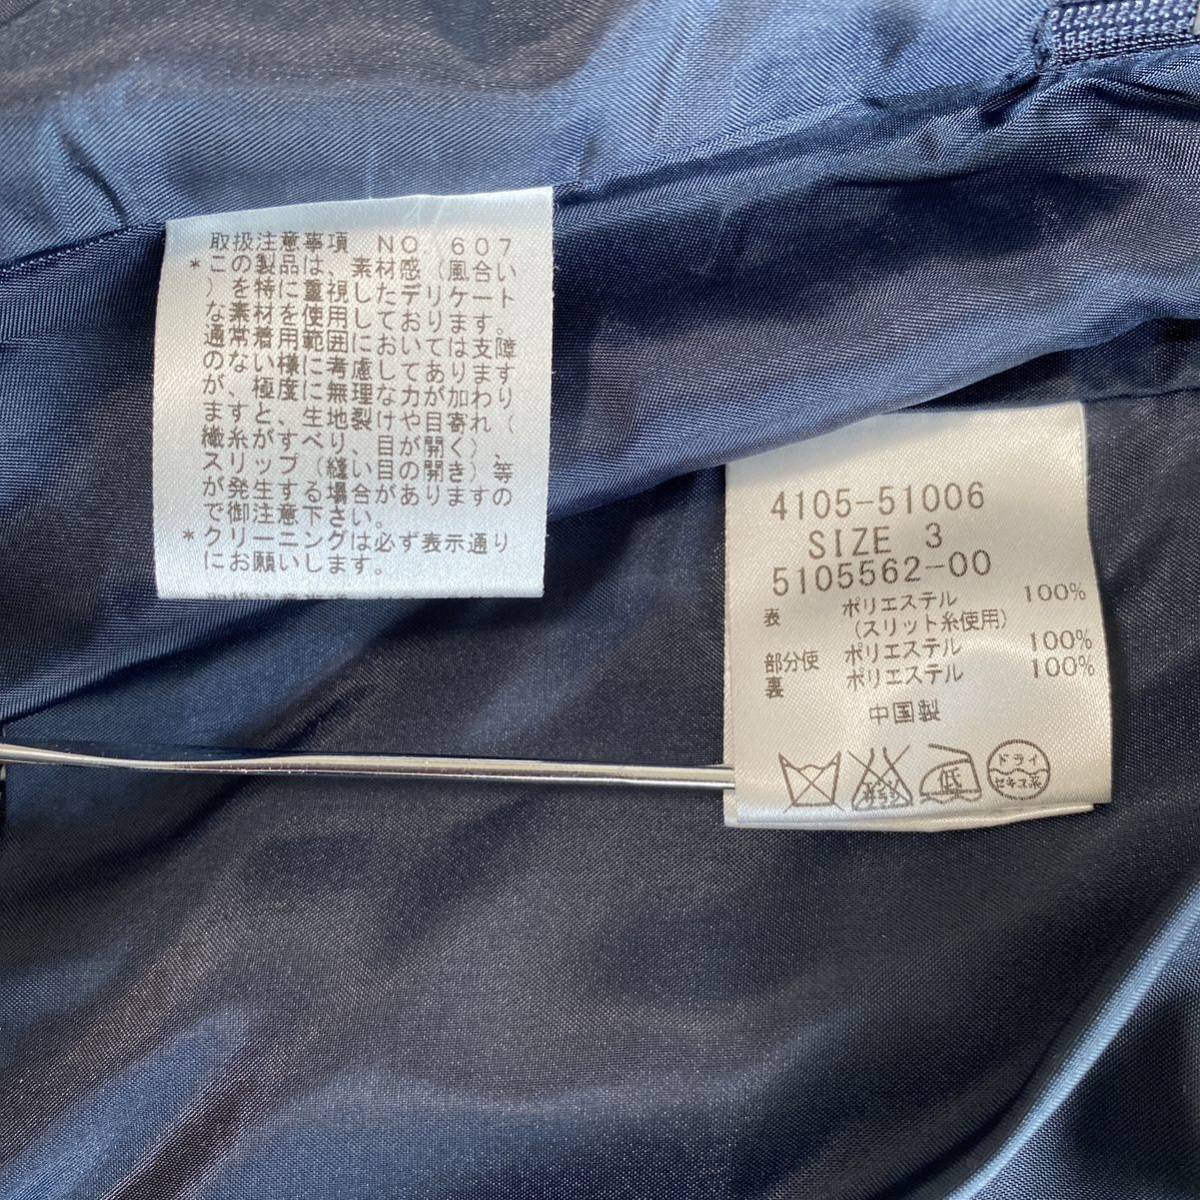 取扱注意事項 NO. 607
*この製品は、素材感(風合い
)を特に重視したデリケート
な素材を使用しております。
通常着用範囲においては支障
のない様に考慮してあります
が、極度に無理な力が加わり
ますと、生地裂けや目寄れ(
織糸がすべり、目が開く)、
スリップ(縫い目の開き)等
が発生する場合がありますの
で御注意下さい。
*クリーニングは必ず表示通り
にお願いします。
4105-51006
SIZE 3
5105562-00
表 ポリエステル 100%
(スリット糸使用)
部分使 ポリエステル 100%
裏 ポリエステル 100%
中国製
エンソ サラシ
低
ドライ
セキユ系